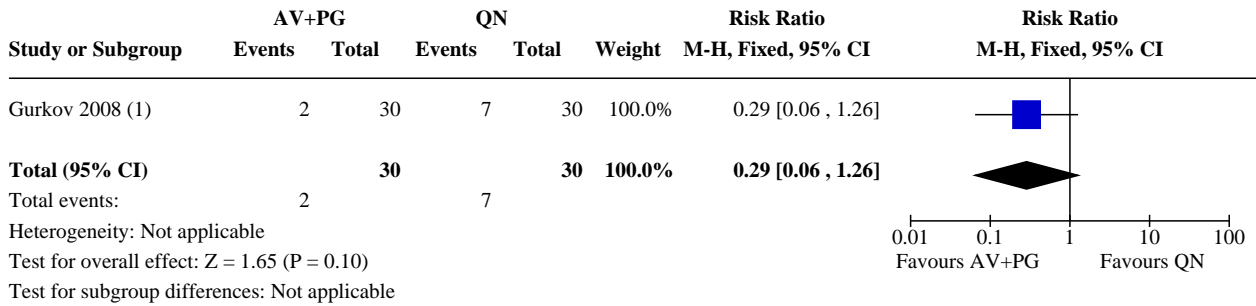 AV+PG QN Risk Ratio Risk Ratio
Study or Subgroup Events Total Events Total Weight M-H, Fixed, 95% CI M-H, Fixed, 95% CI
Gurkov 2008 (1) 2 30 7 30 100.0% 0.29 [0.06 , 1.26]
Total (95% CI) 30 30 100.0% 0.29 [0.06 , 1.26]
Total events: 2 7
Heterogeneity: Not applicable
0.01 0.1 1 10 100
Test for overall effect: Z = 1.65 (P = 0.10)
Favours AV+PG Favours QN
Test for subgroup differences: Not applicable